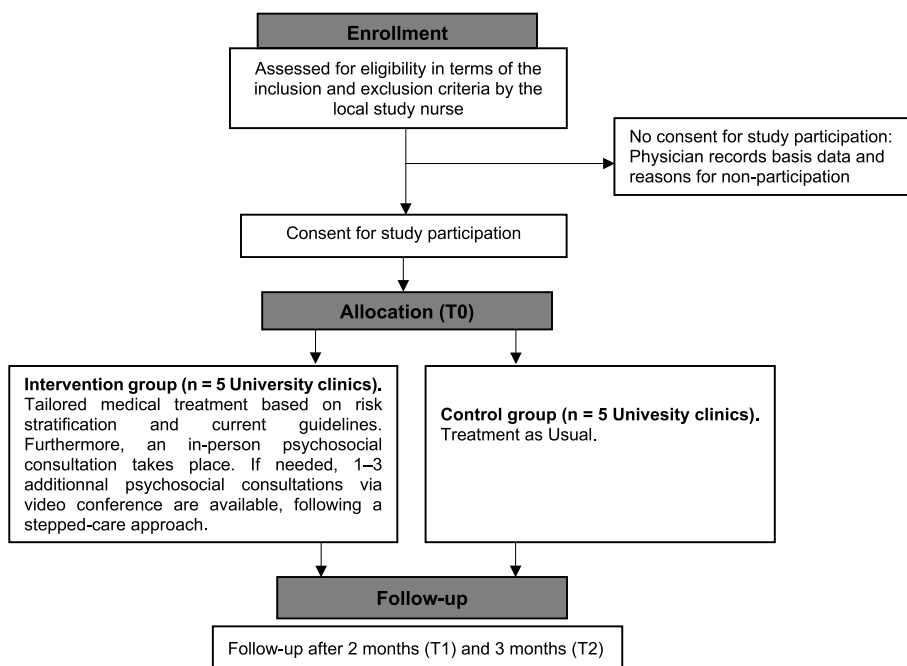 Enrollment
Assessed for eligibility in terms of the
inclusion and exclusion criteria by the
local study nurse
No consent for study participation:
Physician records basis data and
reasons for non-participation
Consent for study participation
Allocation (T0)
Intervention group (n = 5 University clinics).
Tailored medical treatment based on risk
stratification and current guidelines.
Furthermore, an in-person psychosocial
consultation takes place. If needed, 1–3
additionnal psychosocial consultations via
video conference are available, following a
stepped-care approach.
Control group (n = 5 Univesity clinics).
Treatment as Usual.
Follow-up
Follow-up after 2 months (T1) and 3 months (T2)